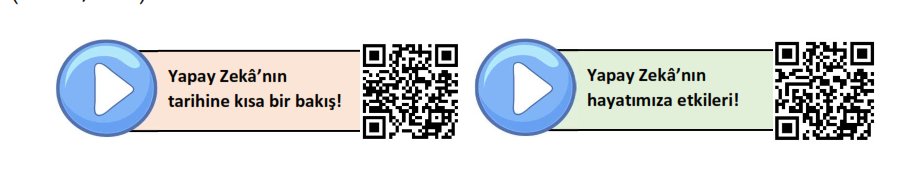 Yapay Zekâ’nın
tarihine kısa bir bakış!
Yapay Zekâ’nın
hayatımıza etkileri!